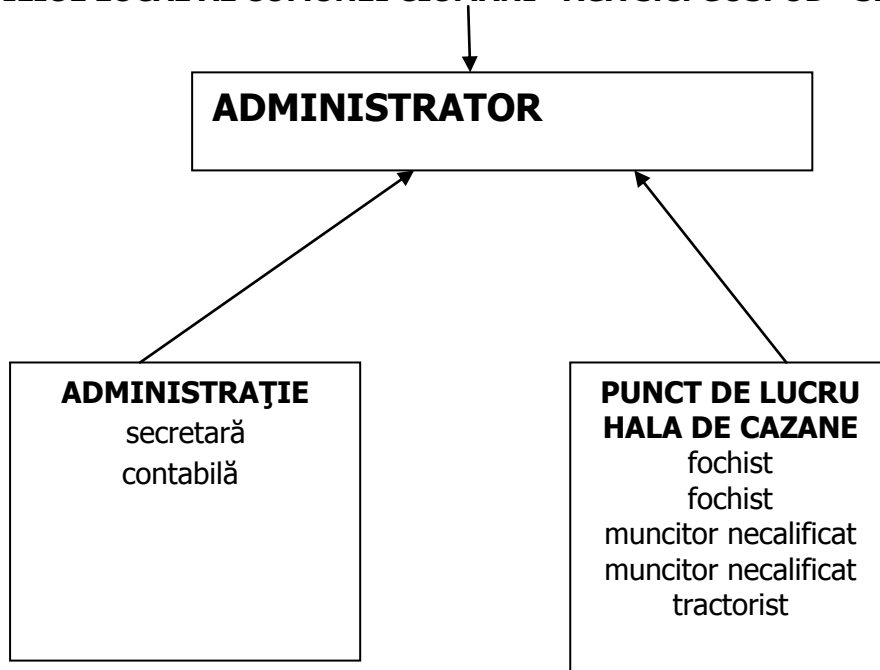 ADMINISTRATOR
ADMINISTRAŢIE
secretară
contabilă
PUNCT DE LUCRU
HALA DE CAZANE
fochist
fochist
muncitor necalificat
muncitor necalificat
tractorist